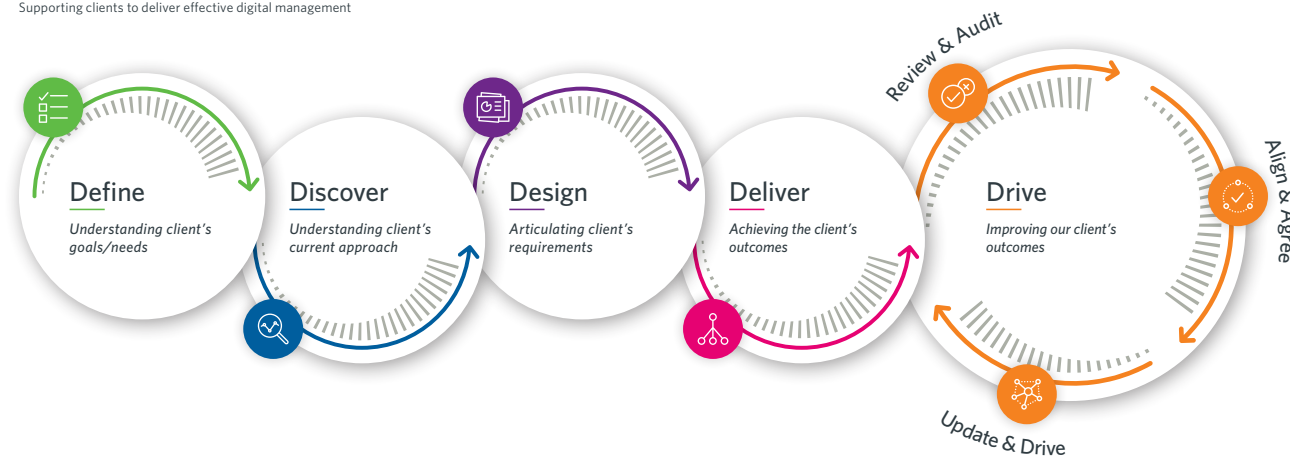 Supporting clients to deliver effective digital management
Define
Understanding client's
goals/needs
Discover
Understanding client's
current approach
Design
Articulating client's
requirements
Deliver
Achieving the client's
outcomes
Drive
Improving our client's
outcomes
Review & Audit
Align & Agree
Update & Drive